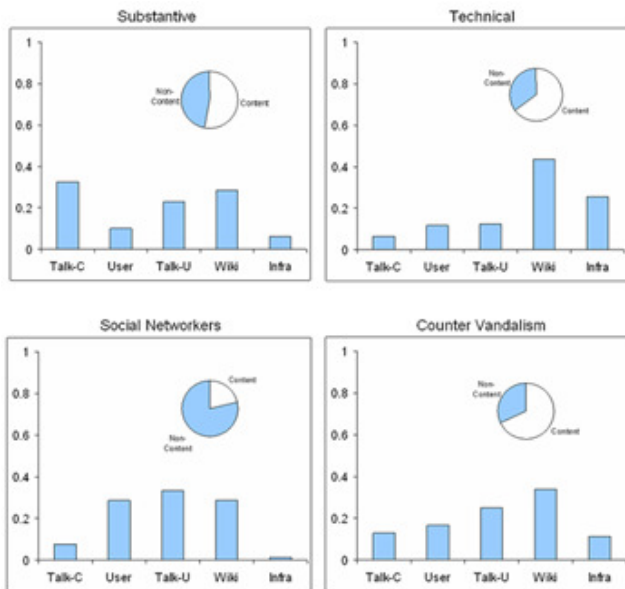 Substantive
1
0.8
0.6
0.4
0.2
0
Non-
Content
Content
Talk-C User Talk-U Wiki Infra
Technical
1
0.8
0.6
0.4
0.2
0
Non-
Content
Content
Talk-C User Talk-U Wiki Infra
Social Networkers
1
0.8
0.6
0.4
0.2
0
Content
Non-
Content
Talk-C User Talk-U Wiki Infra
Counter Vandalism
1
0.8
0.6
0.4
0.2
0
Non-
Content
Content
Talk-C User Talk-U Wiki Infra